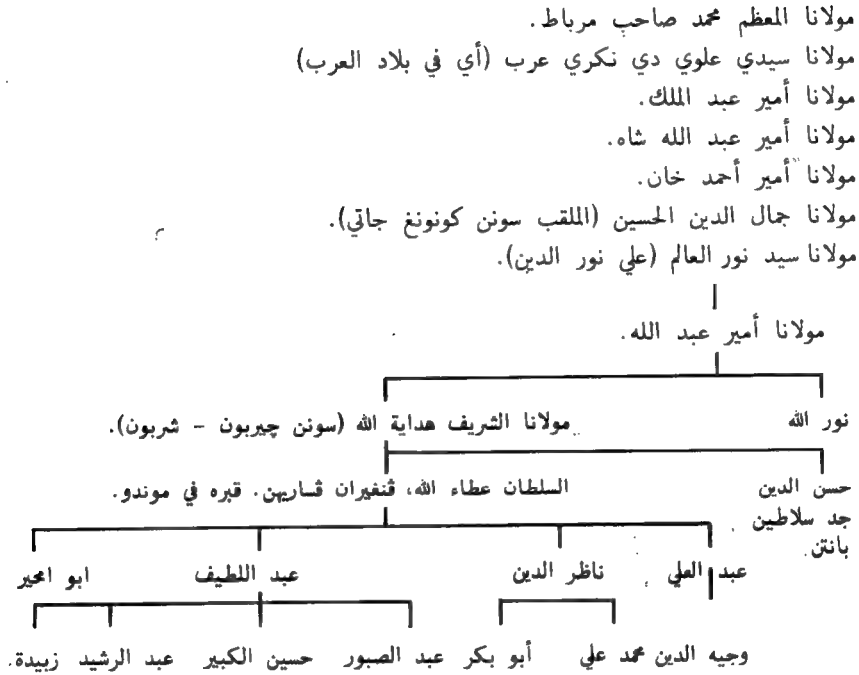 مولانا المعظم محمد صاحب مرباط.
مولانا سيدي علوي دي نكري عرب (أي في بلاد العرب)
مولانا أمير عبد الملك.
مولانا أمير عبد الله شاه.
مولانا أمير أحمد خان.
مولانا جمال الدين الحسين (الملقب سونن كونونغ جاتي).
مولانا سيد نور العالم (علي نور الدين).
مولانا أمير عبد الله.
نور الله مولانا الشريف هداية الله (سونن چيربون - شربون).
حسن الدين السلطان عطاء الله، ڤنغيران ڤساريهن. قبره في موندو.
جد سلاطين
بانتن
عبد العلي ناظر الدين عبد اللطيف ابو امحير
وجيه الدين محمد علي أبو بكر عبد الصبور حسين الكبير عبد الرشيد زبيدة.